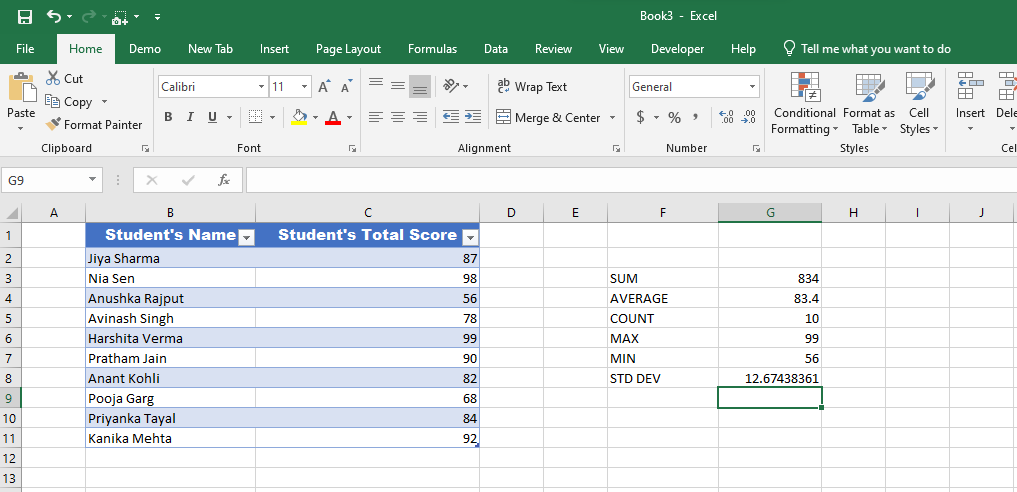 Book3 - Excel
File Home Demo New Tab Insert Page Layout Formulas Data Review View Developer Help Tell me what you want to do
Paste
Cut
Copy
Format Painter
Clipboard
Calibri 11 A A
B I U A
Font
ab Wrap Text
Merge & Center
Alignment
General
$ % , .00 .00
Number
Conditional Formatting
Format as Table
Cell Styles
Styles
Insert
Dele
Cel
G9 fx
A B C D E F G H I J
1 Student's Name Student's Total Score
2 Jiya Sharma 87
3 Nia Sen 98 SUM 834
4 Anushka Rajput 56 AVERAGE 83.4
5 Avinash Singh 78 COUNT 10
6 Harshita Verma 99 MAX 99
7 Pratham Jain 90 MIN 56
8 Anant Kohli 82 STD DEV 12.67438361
9 Pooja Garg 68
10 Priyanka Tayal 84
11 Kanika Mehta 92
12
13